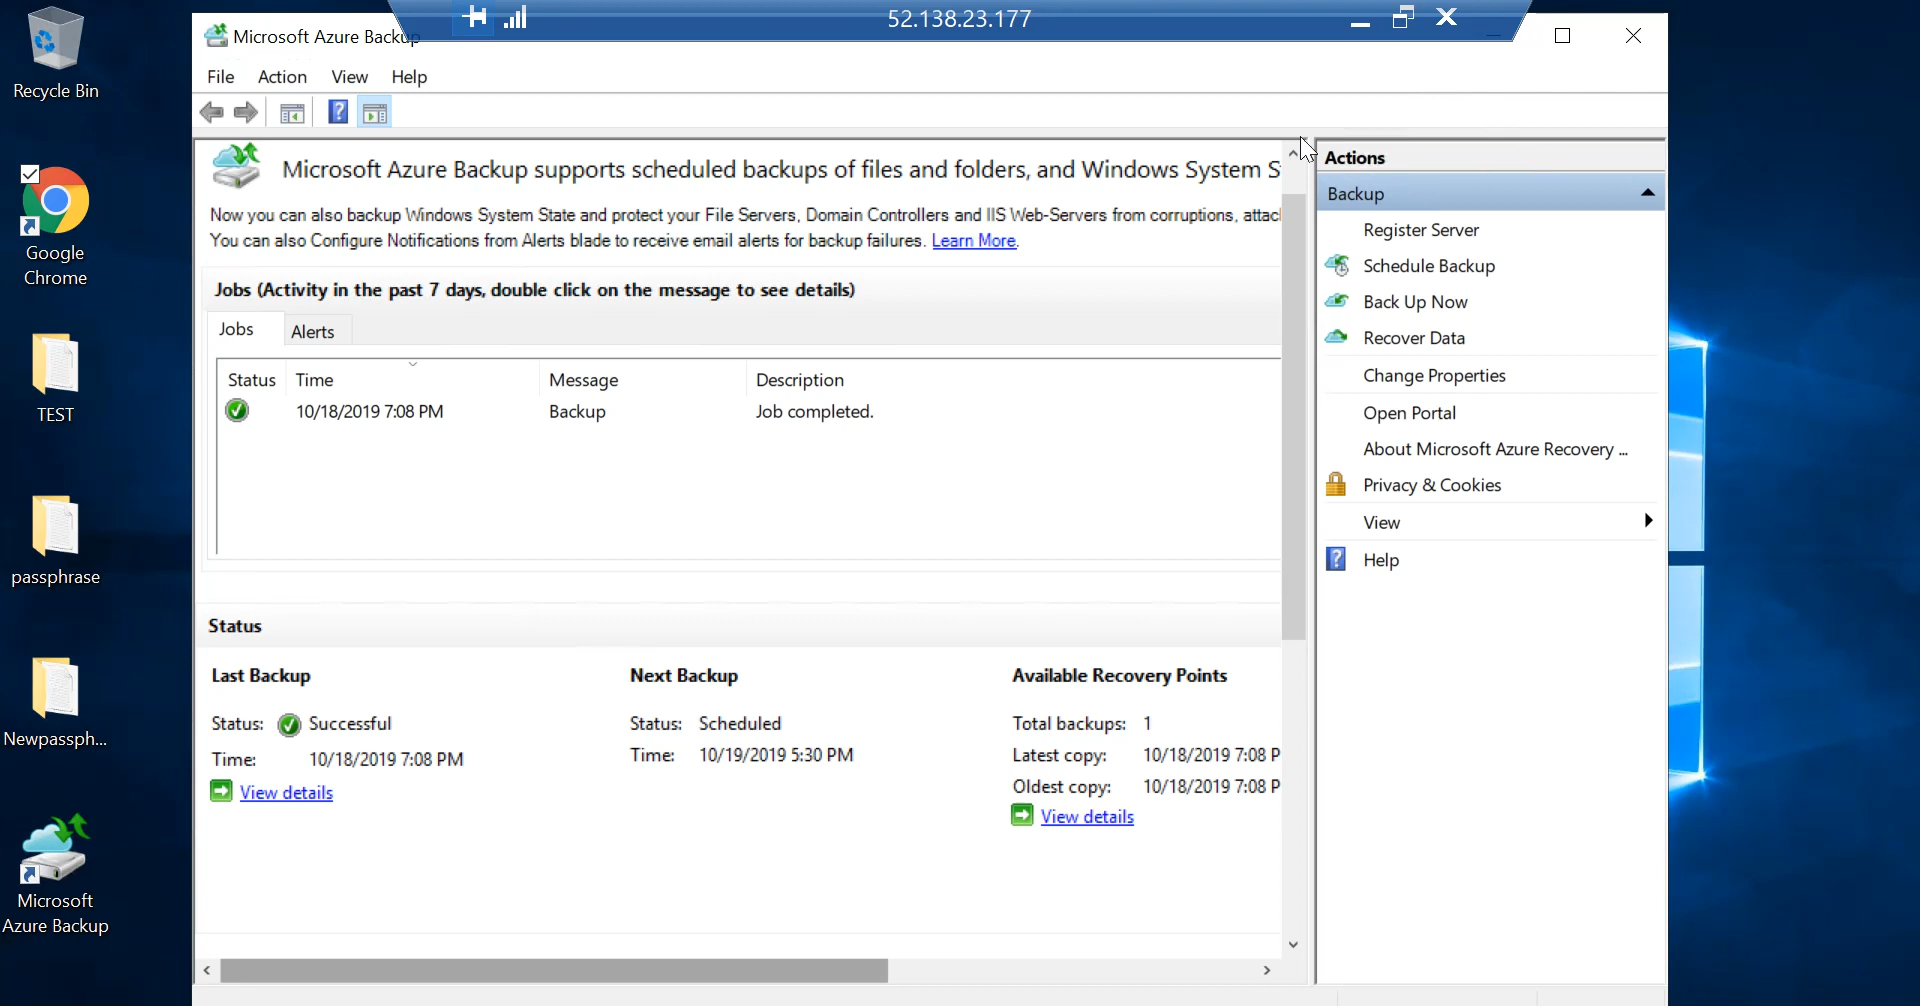 52.138.23.177
Recycle Bin
Google
Chrome
TEST
passphrase
Newpassph...
Microsoft
Azure Backup
Microsoft Azure Backup
File Action View Help
Microsoft Azure Backup supports scheduled backups of files and folders, and Windows System S
Now you can also backup Windows System State and protect your File Servers, Domain Controllers and IIS Web-Servers from corruptions, attac
You can also Configure Notifications from Alerts blade to receive email alerts for backup failures. Learn More.
Jobs (Activity in the past 7 days, double click on the message to see details)
Jobs Alerts
Status Time Message Description
10/18/2019 7:08 PM Backup Job completed.
Status
Last Backup
Status: Successful
Time: 10/18/2019 7:08 PM
View details
Next Backup
Status: Scheduled
Time: 10/19/2019 5:30 PM
Available Recovery Points
Total backups: 1
Latest copy: 10/18/2019 7:08 P
Oldest copy: 10/18/2019 7:08 P
View details
Actions
Backup
Register Server
Schedule Backup
Back Up Now
Recover Data
Change Properties
Open Portal
About Microsoft Azure Recovery ...
Privacy & Cookies
View
Help